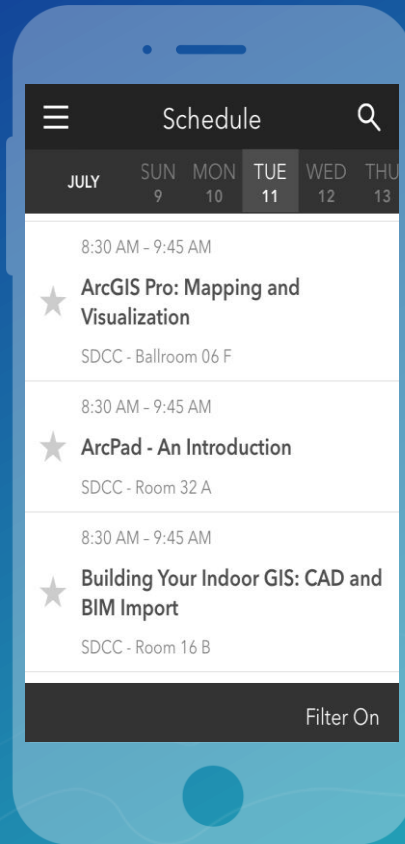 Schedule
JULY
SUN MON TUE WED THU
9 10 11 12 13
8:30 AM – 9:45 AM
ArcGIS Pro: Mapping and
Visualization
SDCC - Ballroom 06 F
8:30 AM – 9:45 AM
ArcPad - An Introduction
SDCC - Room 32 A
8:30 AM – 9:45 AM
Building Your Indoor GIS: CAD and
BIM Import
SDCC - Room 16 B
Filter On